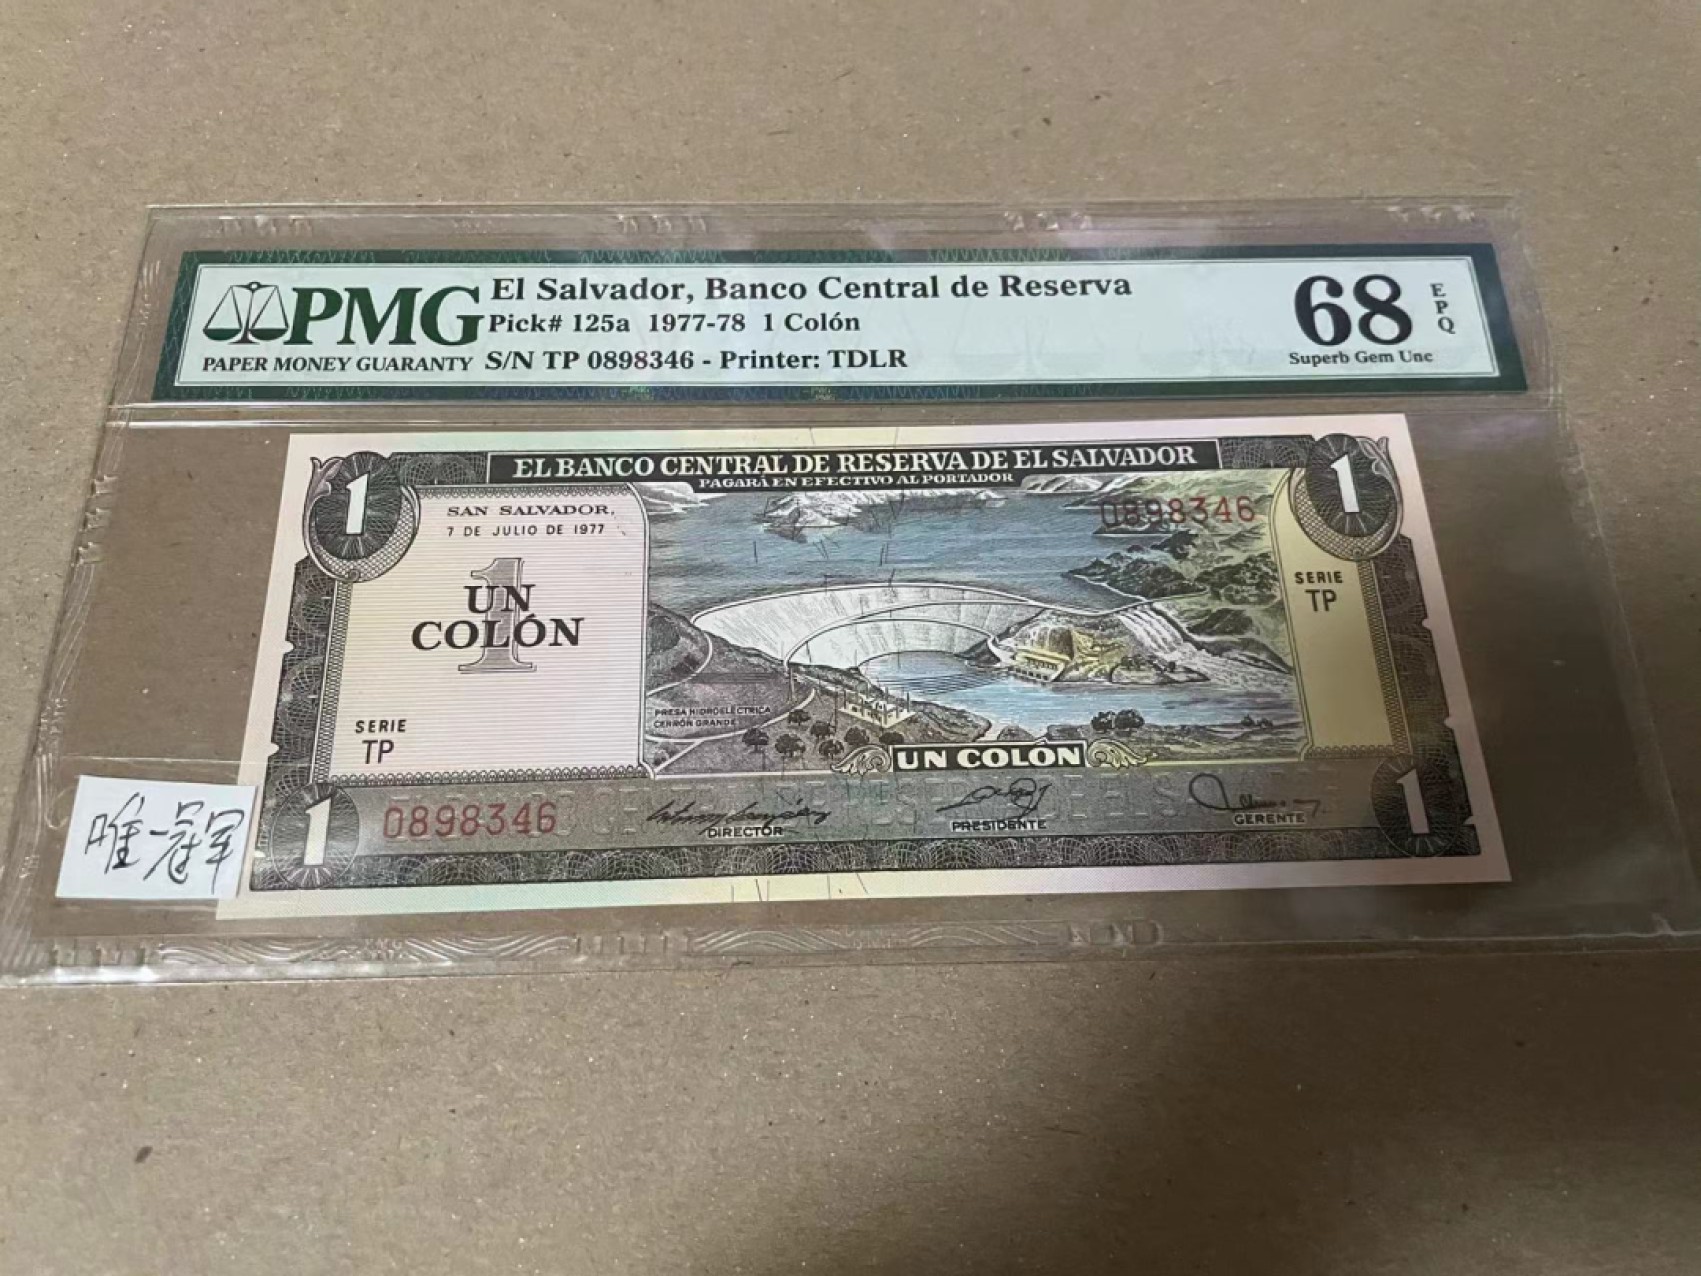 El Salvador, Banco Central de Reserva
PMG
Pick# 125a 1977-78 1 Colón
PAPER MONEY GUARANTY
S/N TP 0898346 - Printer: TDLR
68
EPQ
Superb Gem Unc
EL BANCO CENTRAL DE RESERVA DE EL SALVADOR
PAGARÁ EN EFECTIVO AL PORTADOR
1
1
SAN SALVADOR,
7 DE JULIO DE 1977
0898346
1
UN
COLÓN
SERIE
TP
SERIE
TP
PRESA HIDROELECTRICA
CERRÓN GRANDE
UN COLÓN
1
0898346
DIRECTOR
PRESIDENTE
GERENTE
1
唯一冠军